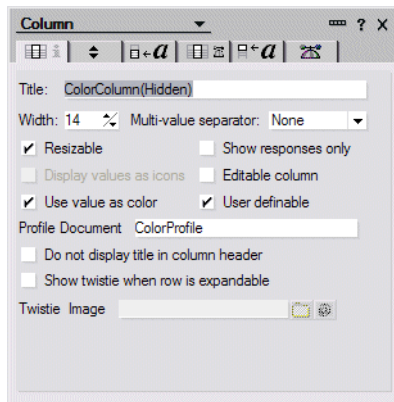 Column ? X
i a a
Title: ColorColumn(Hidden)
Width: 14 Multi-value separator: None
Resizable Show responses only
Display values as icons Editable column
Use value as color User definable
Profile Document ColorProfile
Do not display title in column header
Show twistie when row is expandable
Twistie Image